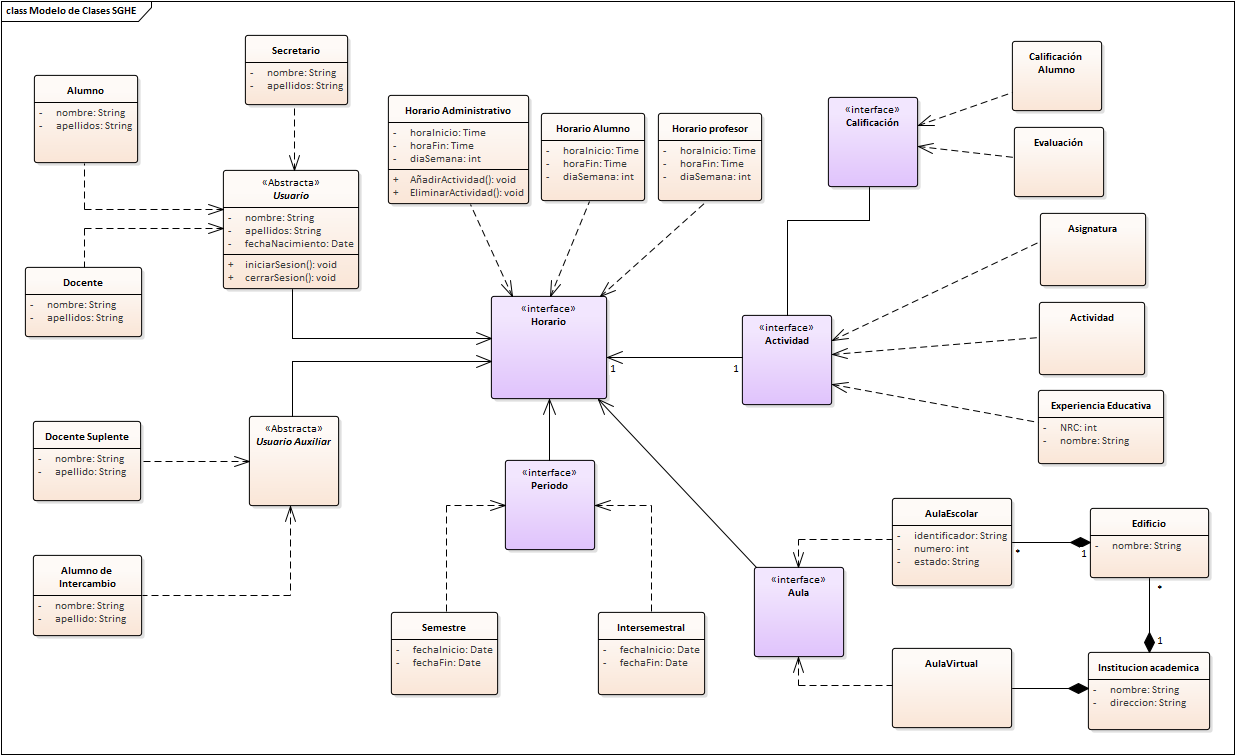 class Modelo de Clases SGHE
Secretario
- nombre: String
- apellidos: String
Alumno
- nombre: String
- apellidos: String
Horario Administrativo
- horaInicio: Time
- horaFin: Time
- diaSemana: int
+ AñadirActividad(): void
+ EliminarActividad(): void
Horario Alumno
- horaInicio: Time
- horaFin: Time
- diaSemana: int
Horario profesor
- horaInicio: Time
- horaFin: Time
- diaSemana: int
«interface»
Calificación
Calificación
Alumno
Evaluación
«Abstracta»
Usuario
- nombre: String
- apellidos: String
- fechaNacimiento: Date
+ iniciarSesion(): void
+ cerrarSesion(): void
Docente
- nombre: String
- apellidos: String
«interface»
Horario
1
1
«interface»
Actividad
Asignatura
Actividad
Experiencia Educativa
- NRC: int
- nombre: String
«Abstracta»
Usuario Auxiliar
Docente Suplente
- nombre: String
- apellido: String
Alumno de
Intercambio
- nombre: String
- apellido: String
«interface»
Periodo
Semestre
- fechaInicio: Date
- fechaFin: Date
Intersemestral
- fechaInicio: Date
- fechaFin: Date
«interface»
Aula
AulaEscolar
- identificador: String
- numero: int
- estado: String
*
1
Edificio
- nombre: String
*
1
AulaVirtual
Institucion academica
- nombre: String
- direccion: String